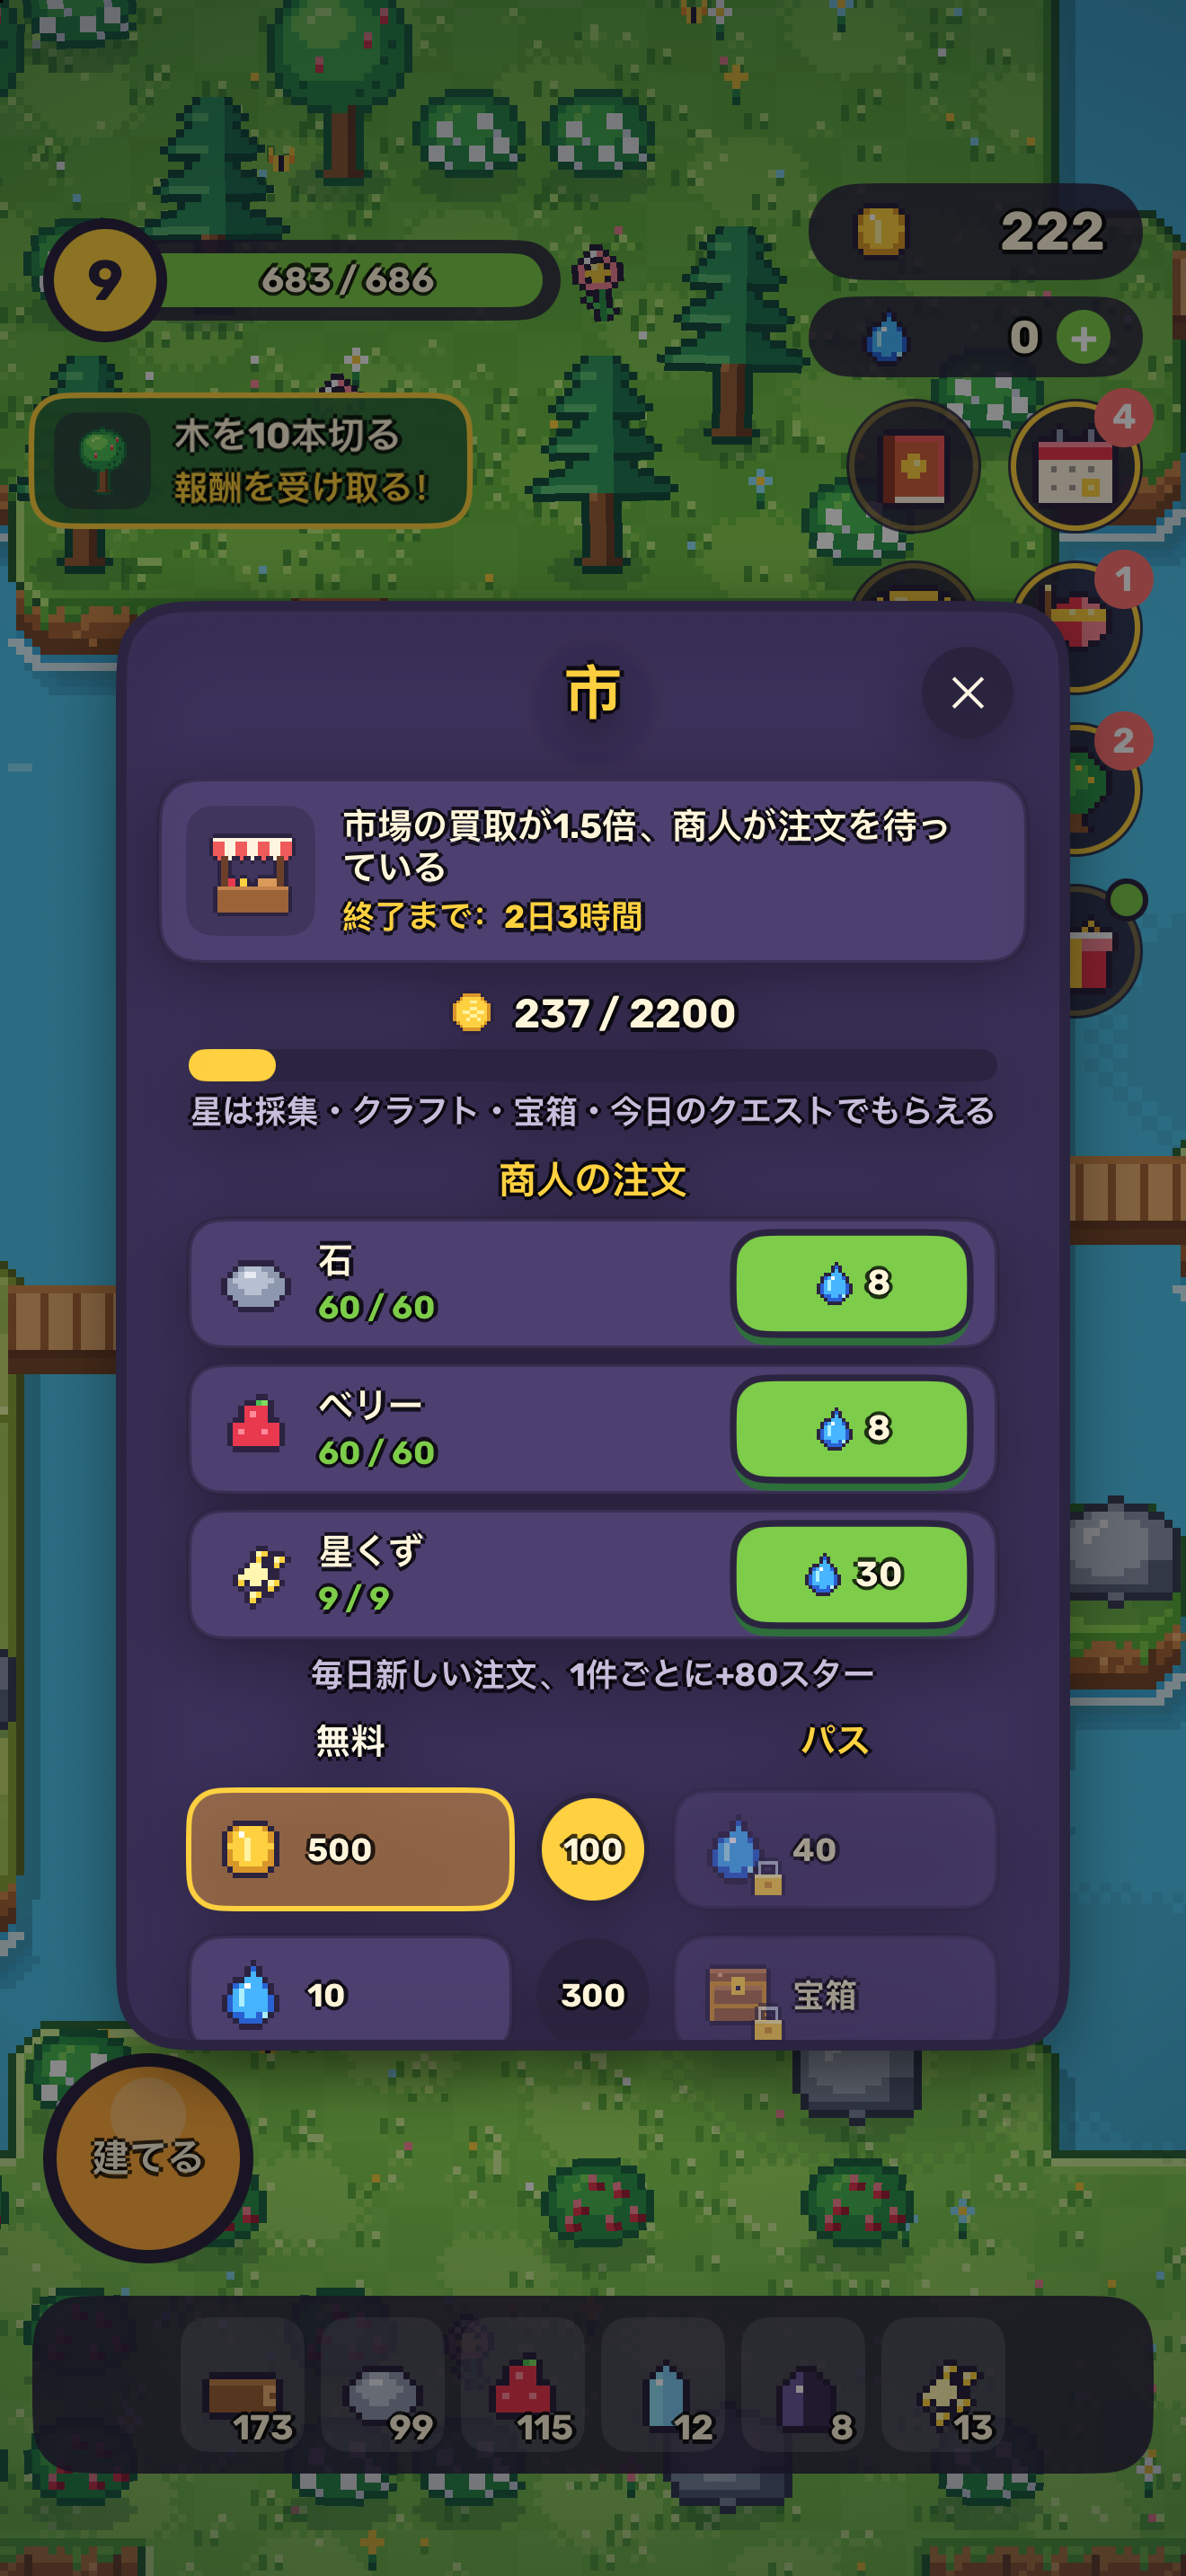 222
9
683 / 686
0
+
木を10本切る
報酬を受け取る!
4
1
2
市
市場の買取が1.5倍、商人が注文を待っ
ている
終了まで: 2日3時間
237 / 2200
星は採集・クラフト・宝箱・今日のクエストでもらえる
商人の注文
石
60 / 60
8
ベリー
60 / 60
8
星くず
9 / 9
30
毎日新しい注文、1件ごとに+80スター
無料
パス
500
100
40
10
300
宝箱
建てる
173
99
115
12
8
13